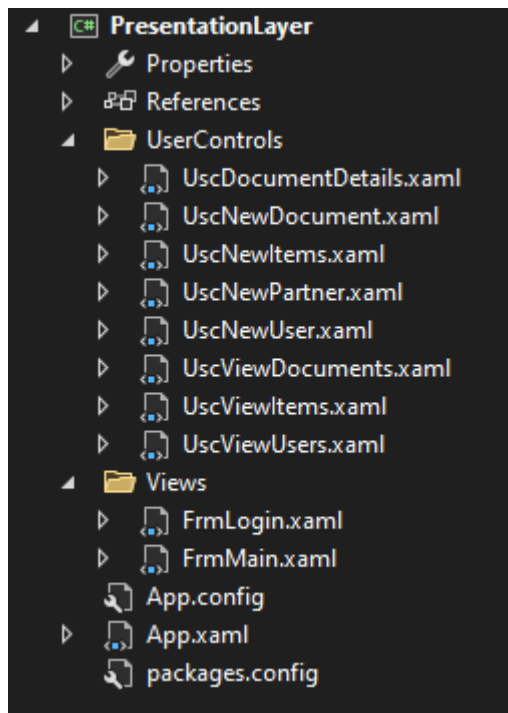 C# PresentationLayer
Properties
References
UserControls
UscDocumentDetails.xaml
UscNewDocument.xaml
UscNewItems.xaml
UscNewPartner.xaml
UscNewUser.xaml
UscViewDocuments.xaml
UscViewItems.xaml
UscViewUsers.xaml
Views
FrmLogin.xaml
FrmMain.xaml
App.config
App.xaml
packages.config